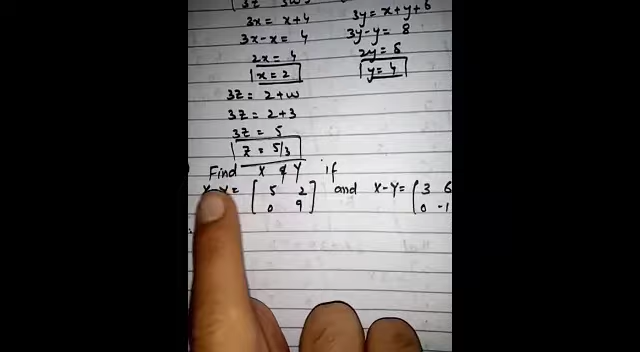 3x = x+4
3x-x = 4
2x = 4
x = 2
3z = 2+w
3z = 2+3
3z = 5
z = 5/3
3y = x+y+6
3y-y = 8
2y = 8
y = 4
Find X & Y if
= [ 5 2 and X-Y= [ 3 6
0 9 ] 0 -1